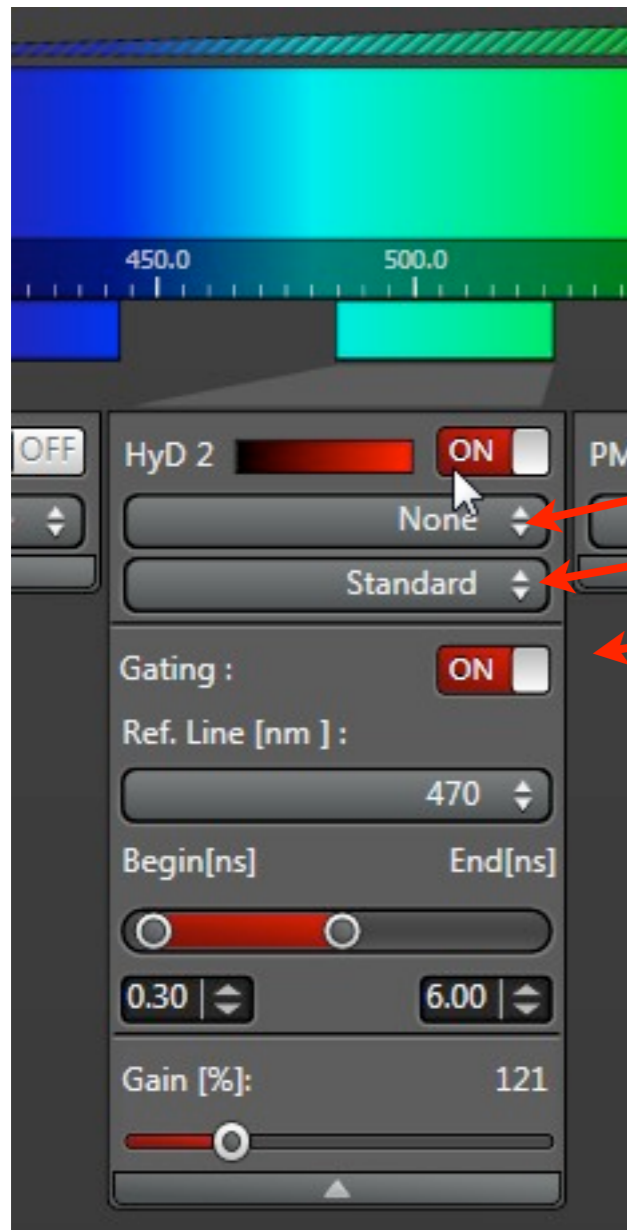 450.0 500.0
OFF HyD 2 ON PM
None
Standard
Gating : ON
Ref. Line [nm ] :
470
Begin[ns] End[ns]
0.30 6.00
Gain [%]: 121